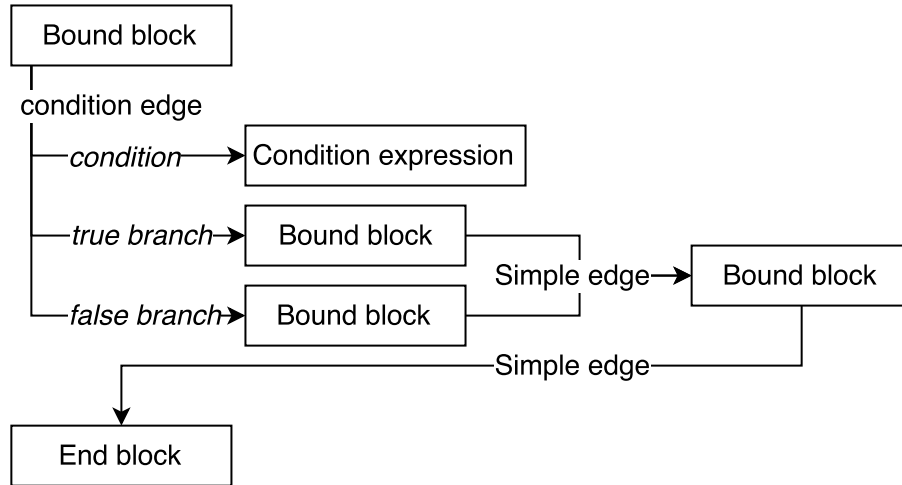 Bound block
condition edge
condition
Condition expression
true branch
Bound block
false branch
Bound block
Simple edge
Bound block
Simple edge
End block